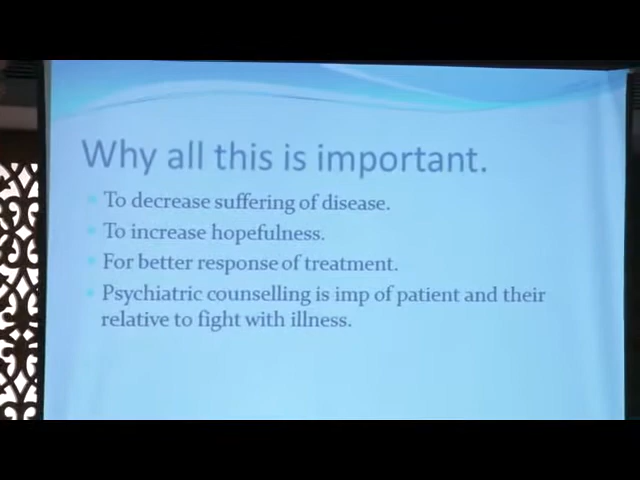 Why all this is important.
To decrease suffering of disease.
To increase hopefulness.
For better response of treatment.
Psychiatric counselling is imp of patient and their
relative to fight with illness.